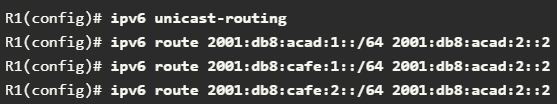 R1(config)# ipv6 unicast-routing
R1(config)# ipv6 route 2001:db8:acad:1::/64 2001:db8:acad:2::2
R1(config)# ipv6 route 2001:db8:cafe:1::/64 2001:db8:acad:2::2
R1(config)# ipv6 route 2001:db8:cafe:2::/64 2001:db8:acad:2::2